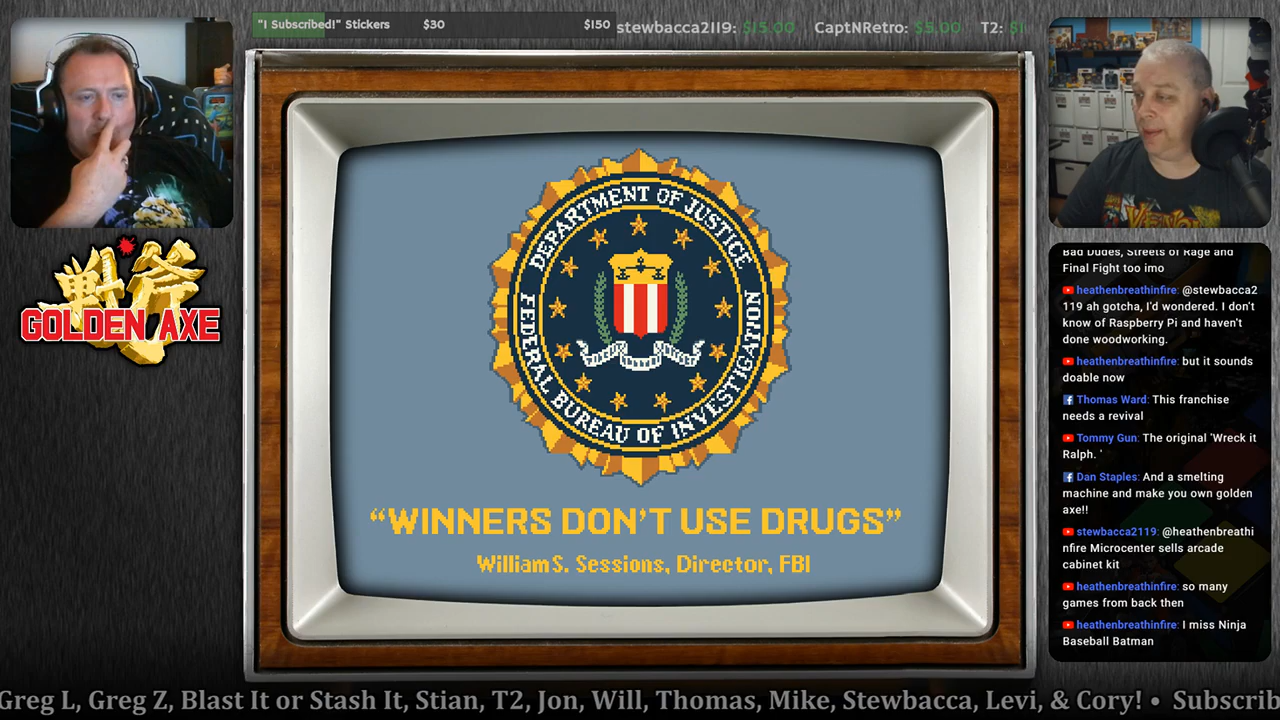 "I Subscribed!" Stickers $30 $150
stewbacca2119: $15.00 CaptNRetro: $5.00 T2: $1
戦斧
GOLDEN AXE
DEPARTMENT OF JUSTICE
FEDERAL BUREAU OF INVESTIGATION
“WINNERS DON’T USE DRUGS”
William S. Sessions, Director, FBI
Bad Dudes, Streets of Rage and
Final Fight too imo
heathenbreathinfire: @stewbacca2
119 ah gotcha, I'd wondered. I don't
know of Raspberry Pi and haven't
done woodworking.
heathenbreathinfire: but it sounds
doable now
Thomas Ward: This franchise
needs a revival
Tommy Gun: The original 'Wreck it
Ralph. '
Dan Staples: And a smelting
machine and make you own golden
axe!!
stewbacca2119: @heathenbreathi
nfire Microcenter sells arcade
cabinet kit
heathenbreathinfire: so many
games from back then
heathenbreathinfire: I miss Ninja
Baseball Batman
Greg L, Greg Z, Blast It or Stash It, Stian, T2, Jon, Will, Thomas, Mike, Stewbacca, Levi, & Cory! • Subscrib